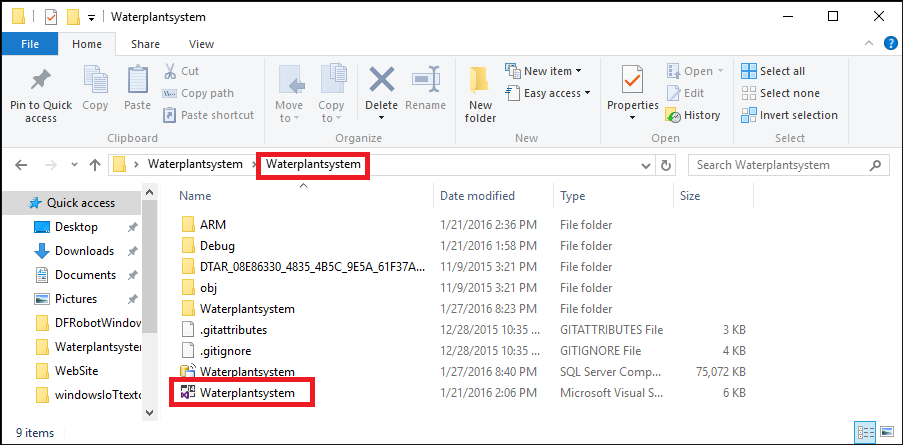 Waterplantsystem
File Home Share View
Pin to Quick access
Copy
Paste
Cut
Copy path
Paste shortcut
Clipboard
Move to
Copy to
Delete
Rename
Organize
New folder
New item
Easy access
New
Properties
Open
Edit
History
Open
Select all
Select none
Invert selection
Select
Waterplantsystem > Waterplantsystem
Search Waterplantsystem
Quick access
Desktop
Downloads
Documents
Pictures
DFRobotWindow
Waterplantsystem
WebSite
windowsIoTtexto
Name Date modified Type Size
ARM 1/21/2016 2:36 PM File folder
Debug 1/21/2016 1:58 PM File folder
DTAR_08E86330_4835_4B5C_9E5A_61F37A... 11/9/2015 3:21 PM File folder
obj 11/9/2015 3:21 PM File folder
Waterplantsystem 1/27/2016 8:23 PM File folder
.gitattributes 12/28/2015 10:35 ... GITATTRIBUTES File 3 KB
.gitignore 12/28/2015 10:35 ... GITIGNORE File 4 KB
Waterplantsystem 1/27/2016 8:40 PM SQL Server Comp... 75,072 KB
Waterplantsystem 1/21/2016 2:06 PM Microsoft Visual S... 6 KB
9 items